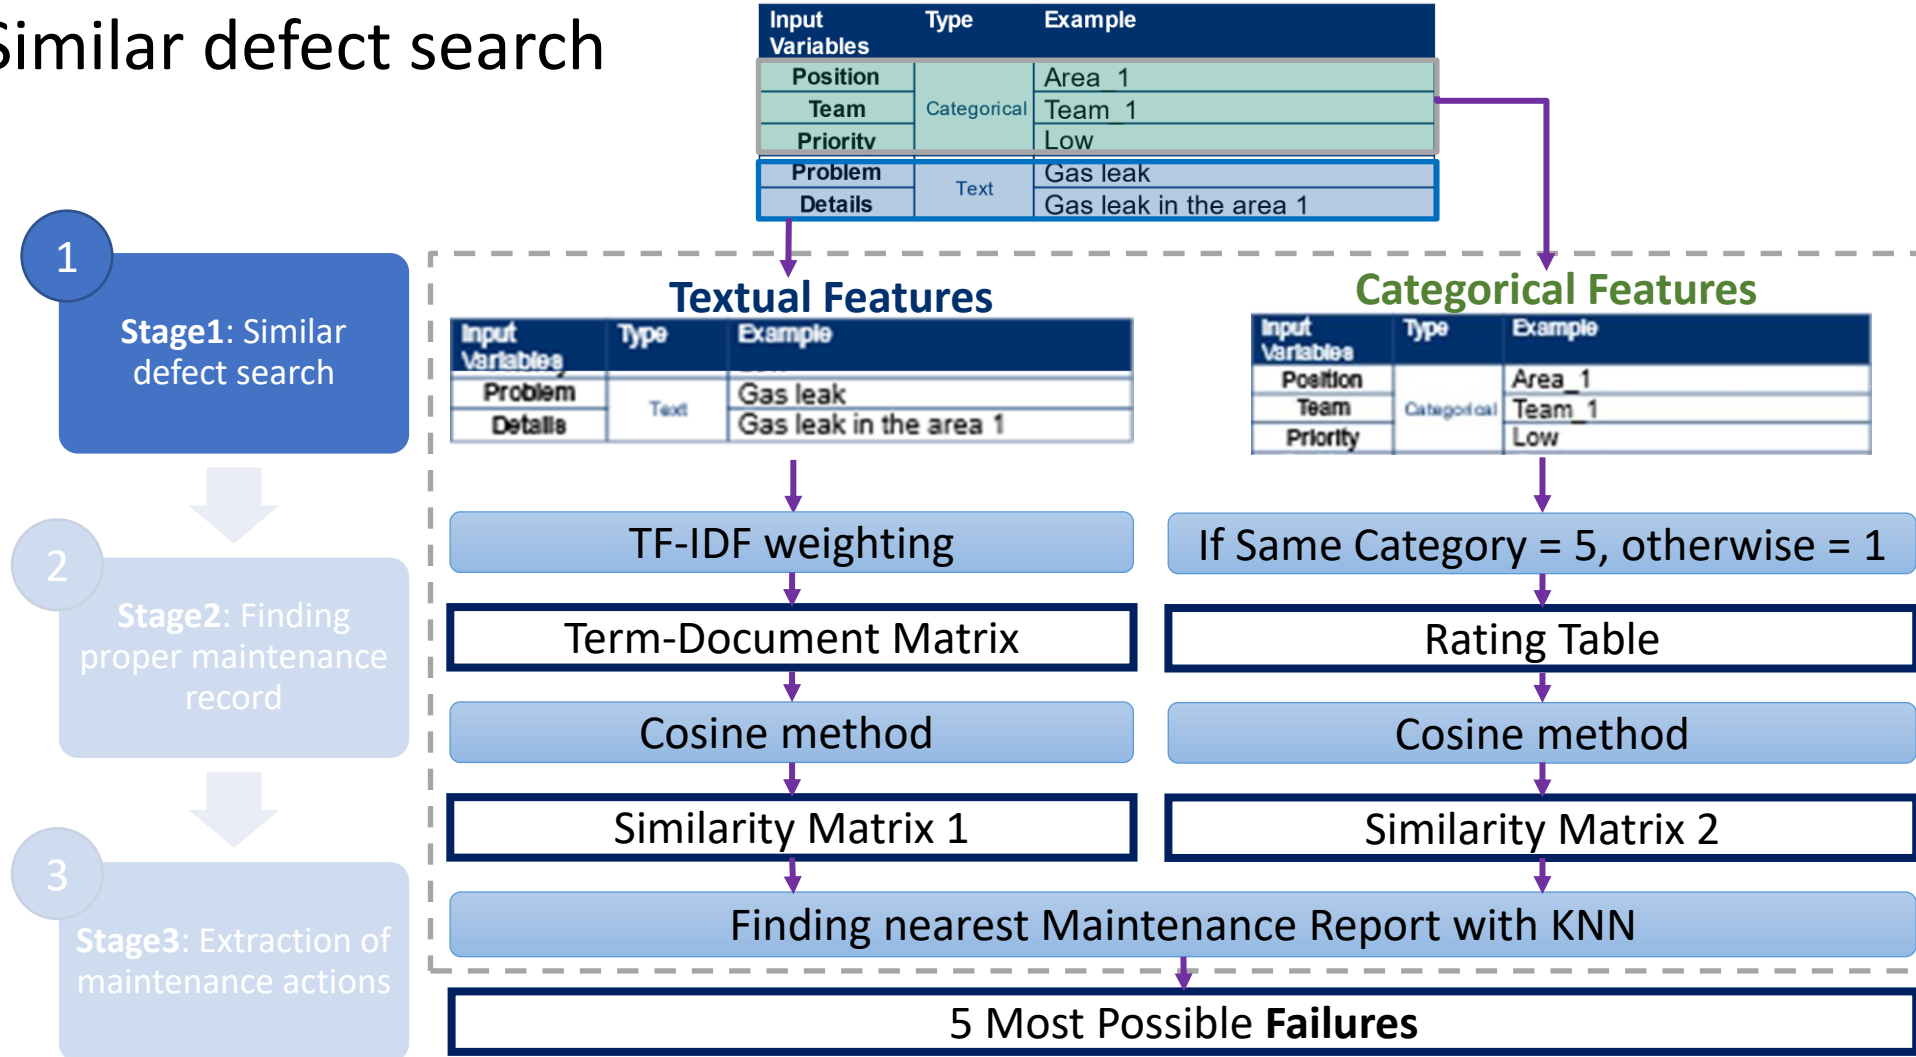 Similar defect search
Input Variables Type Example
Position Categorical Area_1
Team Team_1
Priority Low
Problem Text Gas leak
Details Gas leak in the area 1
1
Stage1: Similar
defect search
2
Stage2: Finding
proper maintenance
record
3
Stage3: Extraction of
maintenance actions
Textual Features
Input Variables Type Example
Problem Text Gas leak
Details Gas leak in the area 1
TF-IDF weighting
Term-Document Matrix
Cosine method
Similarity Matrix 1
Categorical Features
Input Variables Type Example
Position Categorical Area_1
Team Team_1
Priority Low
If Same Category = 5, otherwise = 1
Rating Table
Cosine method
Similarity Matrix 2
Finding nearest Maintenance Report with KNN
5 Most Possible Failures